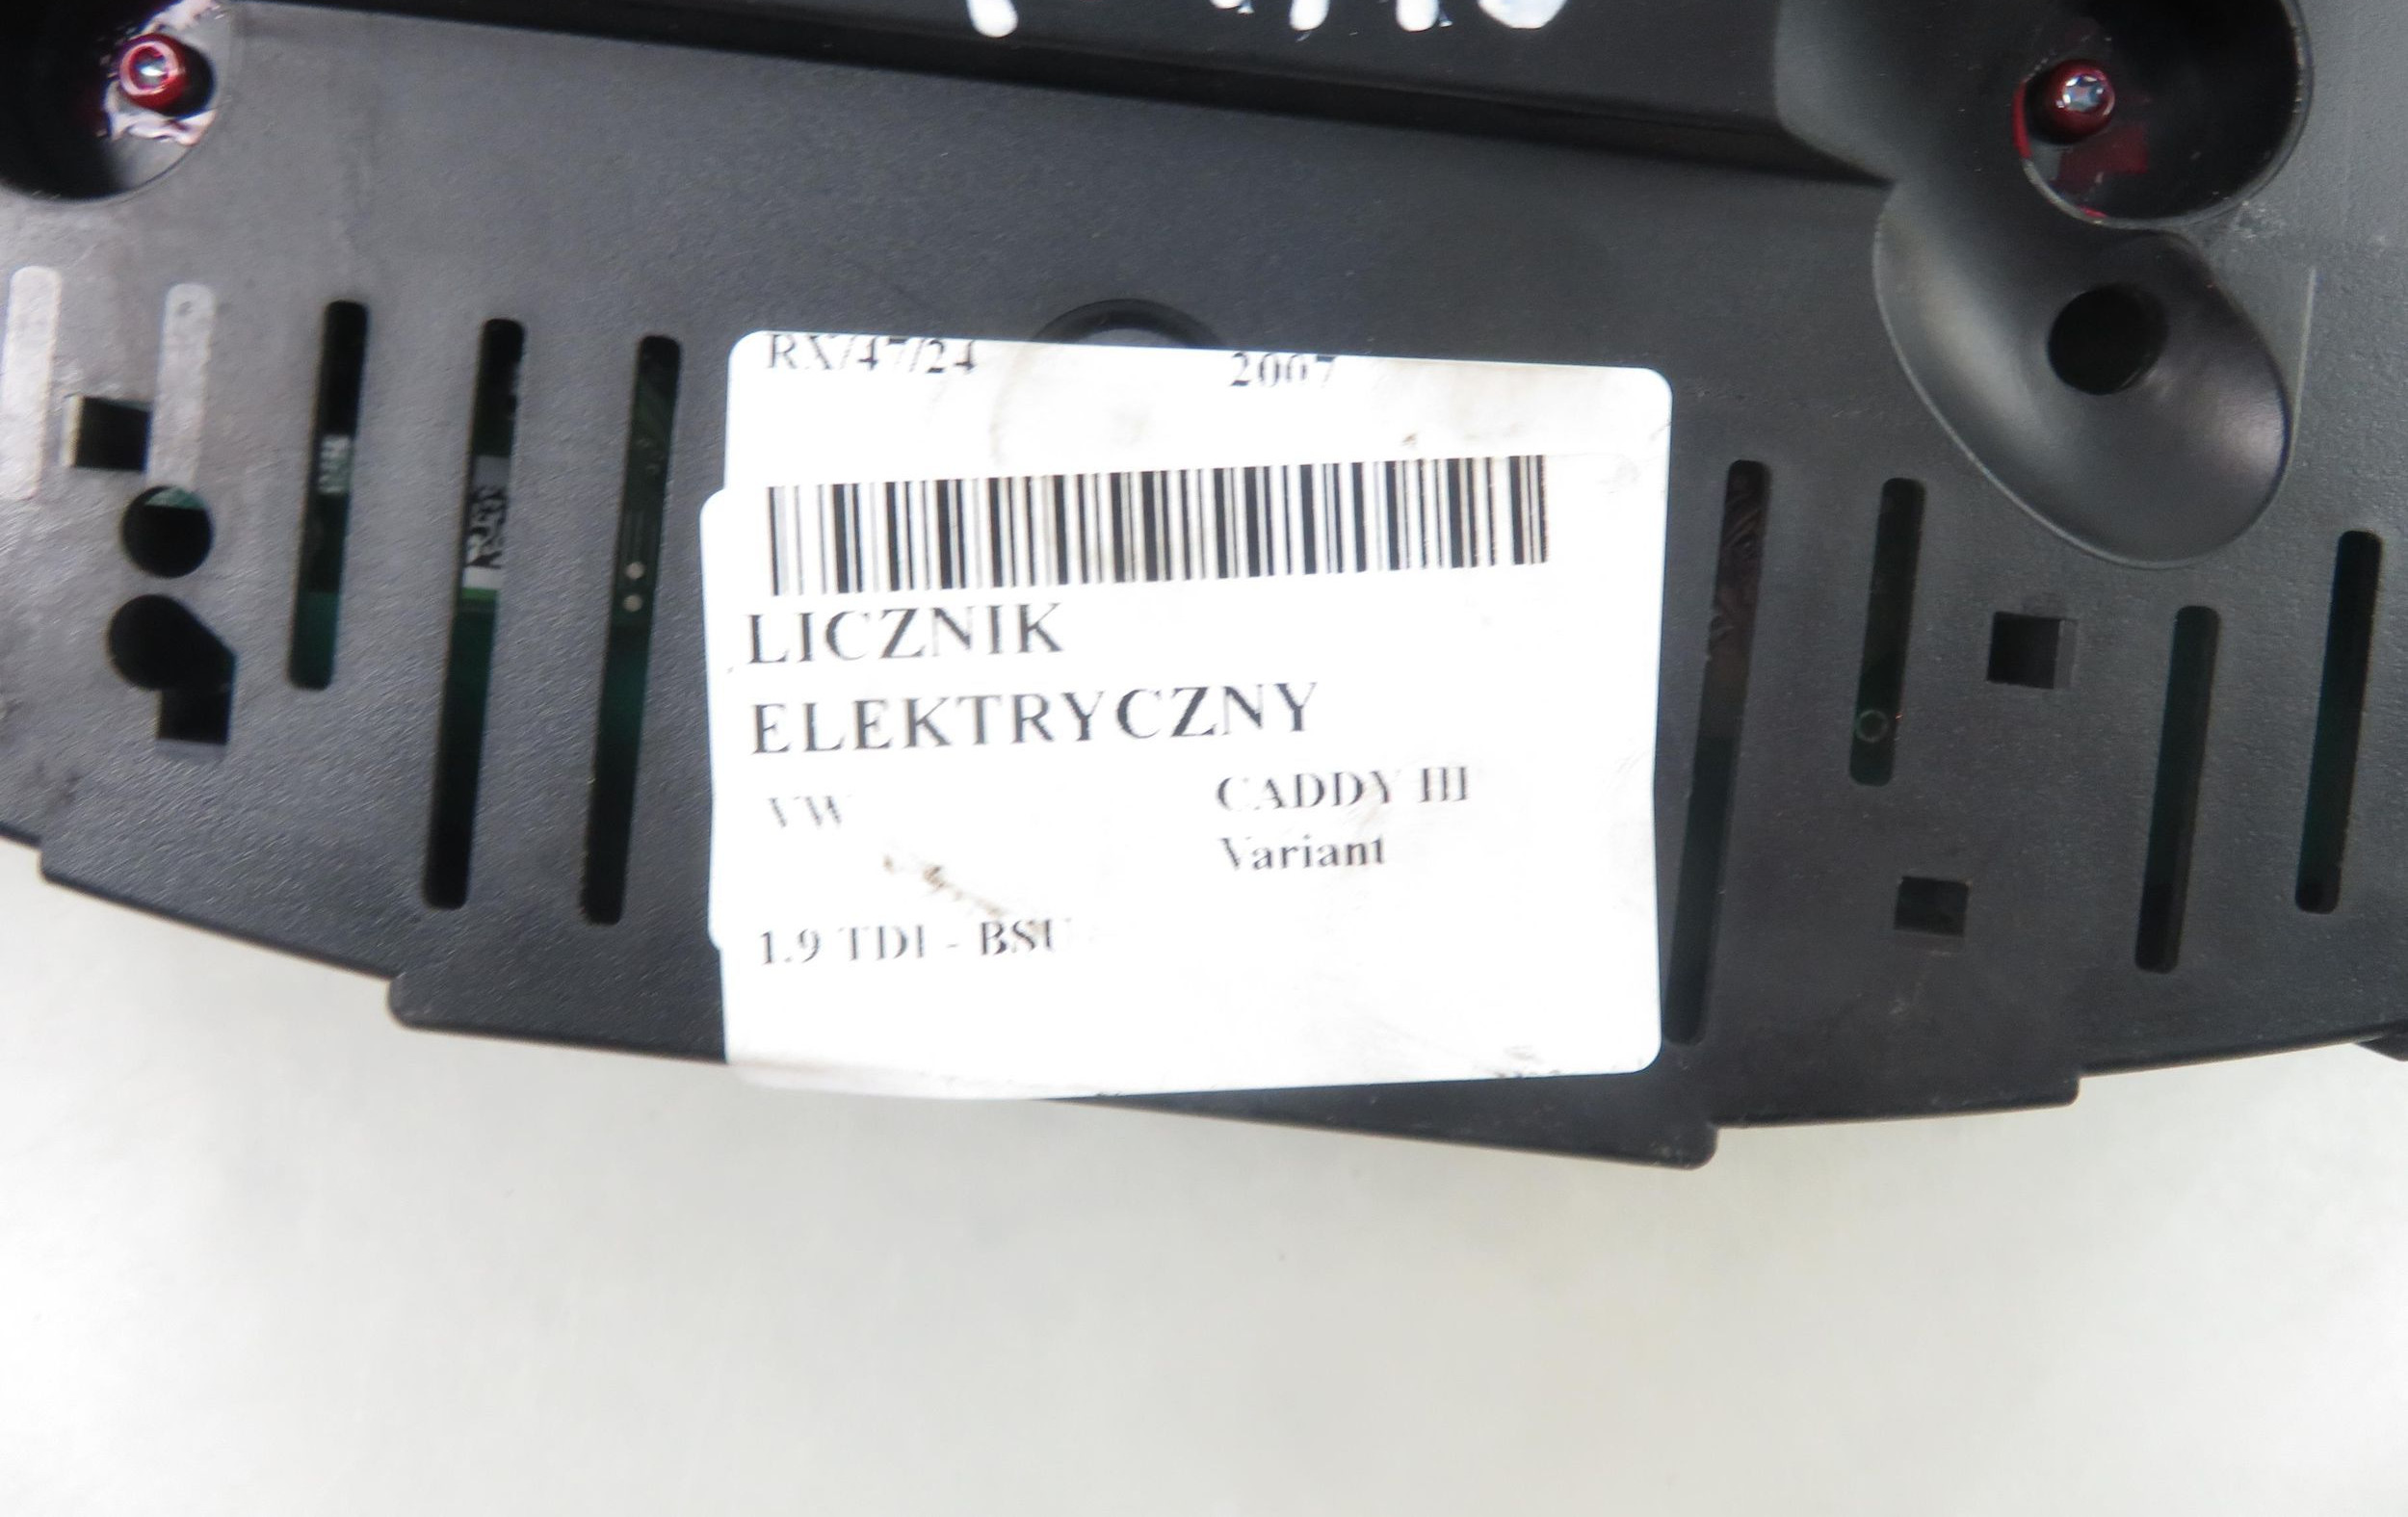 RX/47/24 2007
LICZNIK
ELEKTRYCZNY
VW CADDY III
Variant
1.9 TDI - BSU